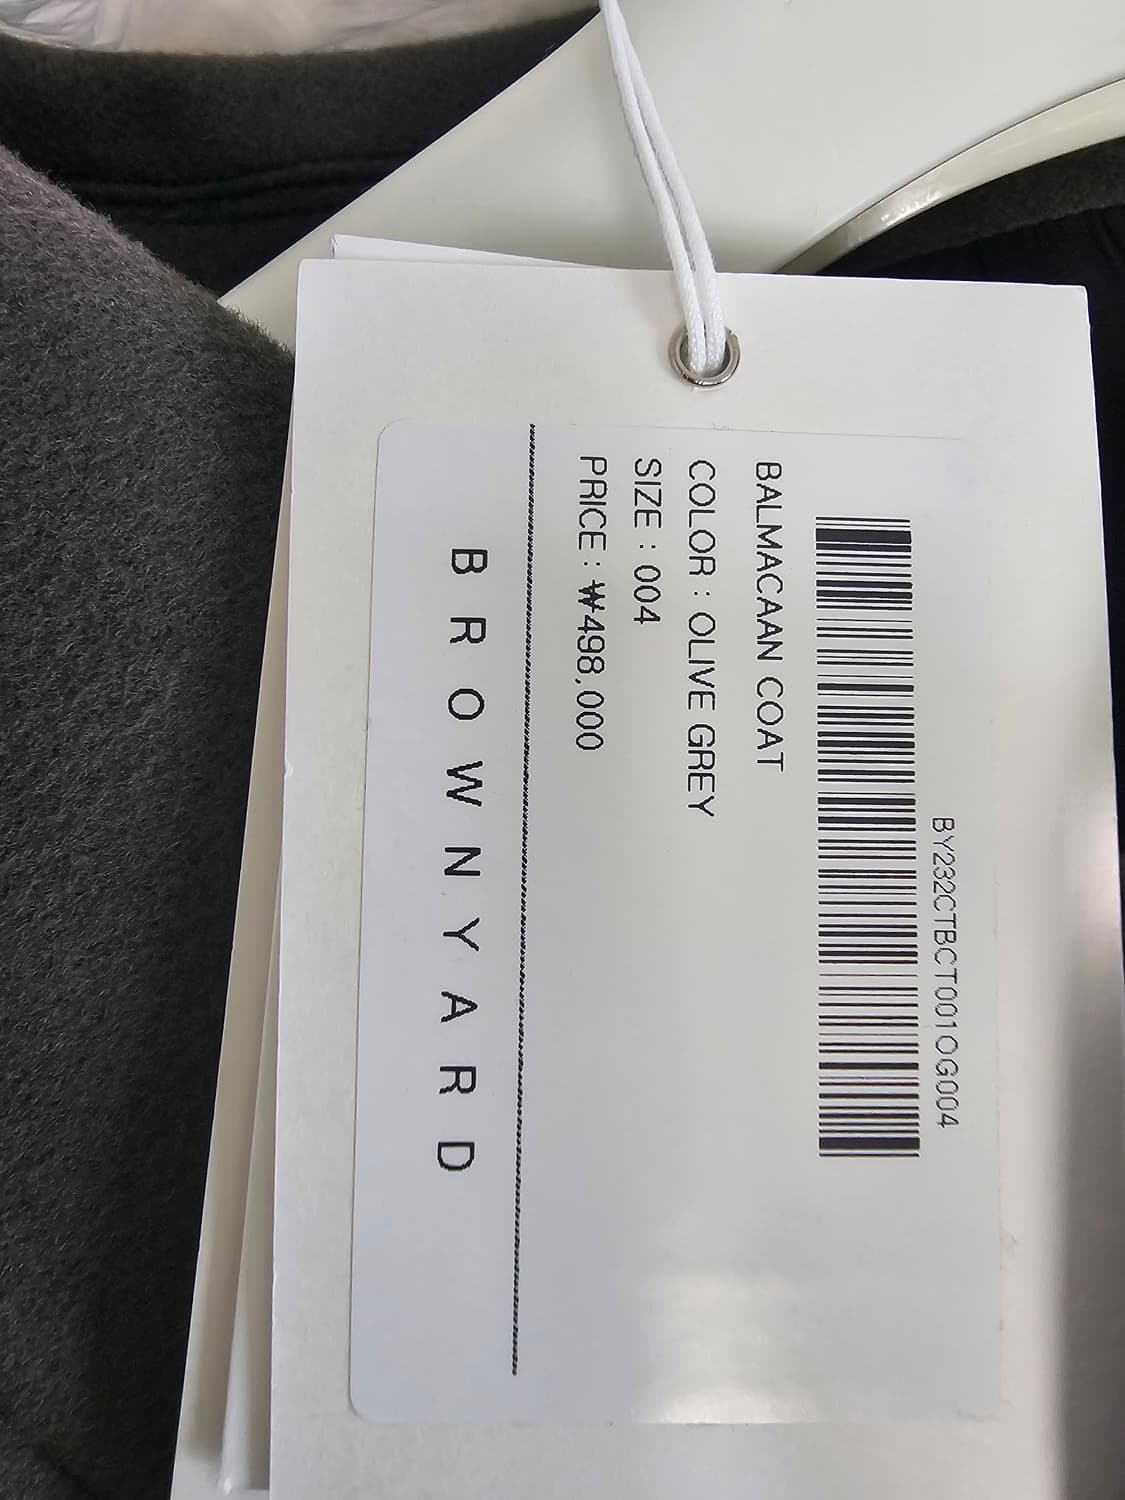 BY232CTBCT001OG004
BALMACAAN COAT
COLOR : OLIVE GREY
SIZE : 004
PRICE : ₩498,000
BROWNYARD